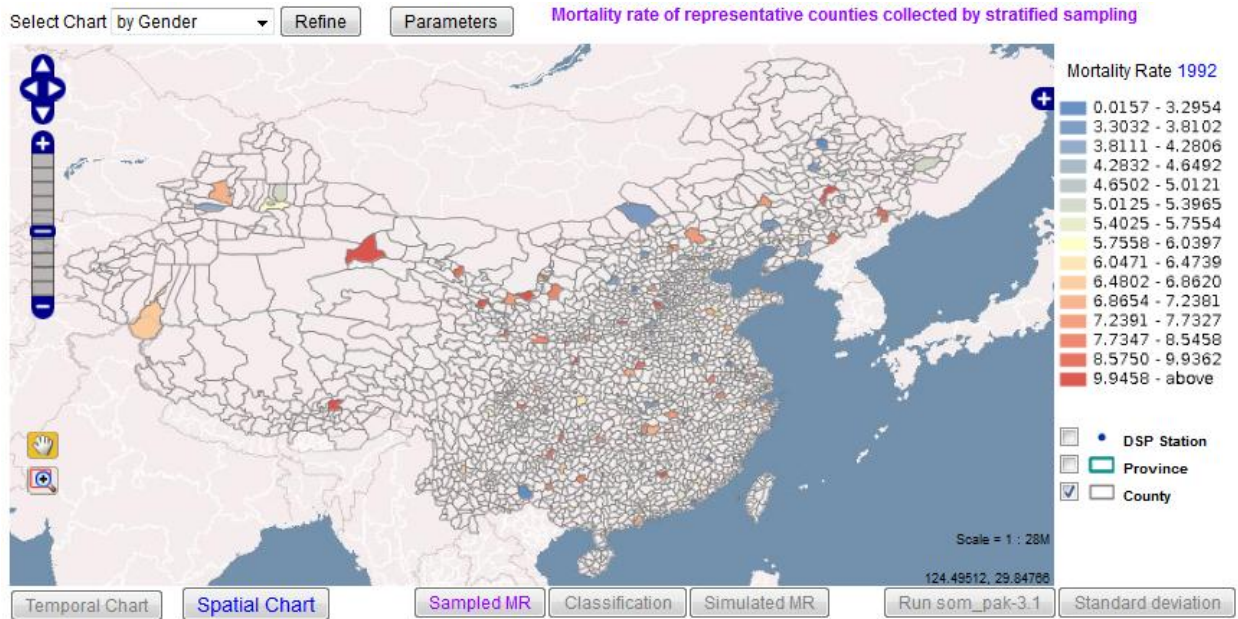 Select Chart by Gender Refine Parameters Mortality rate of representative counties collected by stratified sampling
Mortality Rate 1992
0.0157 - 3.2954
3.3032 - 3.8102
3.8111 - 4.2806
4.2832 - 4.6492
4.6502 - 5.0121
5.0125 - 5.3965
5.4025 - 5.7554
5.7558 - 6.0397
6.0471 - 6.4739
6.4802 - 6.8620
6.8654 - 7.2381
7.2391 - 7.7327
7.7347 - 8.5458
8.5750 - 9.9362
9.9458 - above
DSP Station
Province
County
Scale = 1 : 28M
124.49512, 29.84766
Temporal Chart Spatial Chart Sampled MR Classification Simulated MR Run som_pak-3.1 Standard deviation